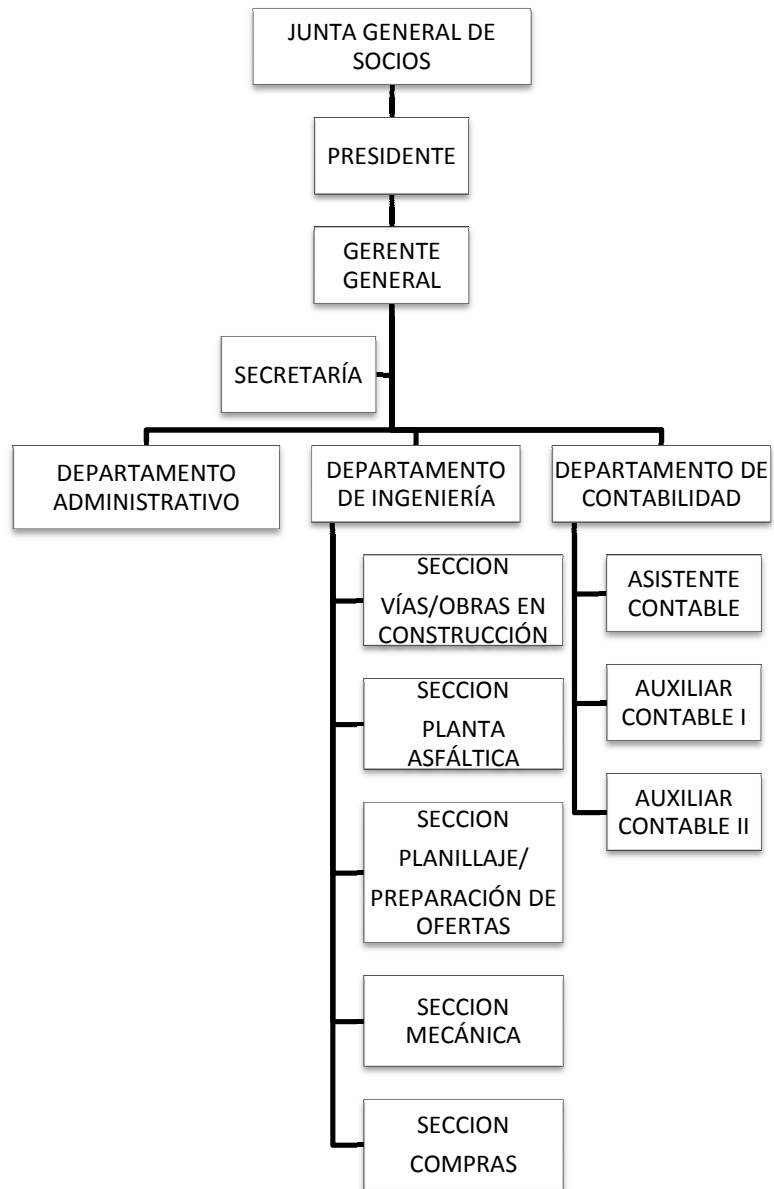 JUNTA GENERAL DE
SOCIOS
PRESIDENTE
GERENTE
GENERAL
SECRETARÍA
DEPARTAMENTO
ADMINISTRATIVO
DEPARTAMENTO
DE INGENIERÍA
DEPARTAMENTO DE
CONTABILIDAD
SECCION
VÍAS/OBRAS EN
CONSTRUCCIÓN
SECCION
PLANTA
ASFÁLTICA
SECCION
PLANILLAJE/
PREPARACIÓN DE
OFERTAS
SECCION
MECÁNICA
SECCION
COMPRAS
ASISTENTE
CONTABLE
AUXILIAR
CONTABLE I
AUXILIAR
CONTABLE II